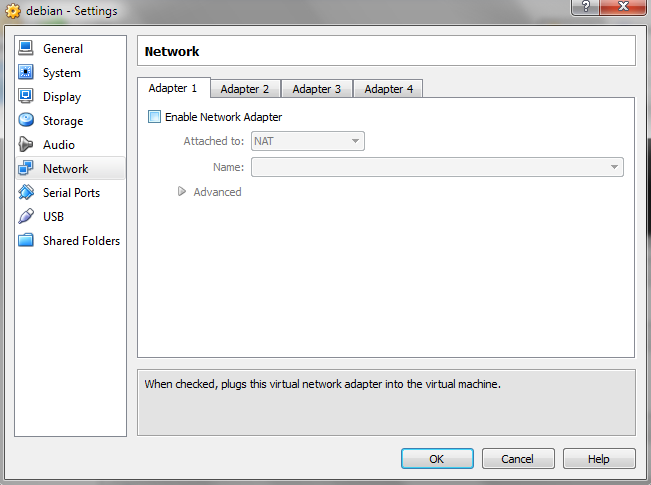 debian - Settings
General
System
Display
Storage
Audio
Network
Serial Ports
USB
Shared Folders
Network
Adapter 1 Adapter 2 Adapter 3 Adapter 4
Enable Network Adapter
Attached to: NAT
Name:
Advanced
When checked, plugs this virtual network adapter into the virtual machine.
OK Cancel Help